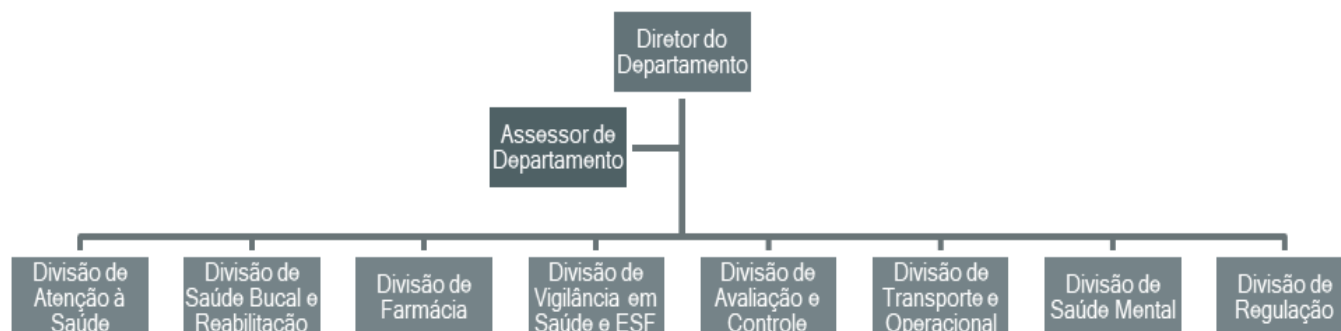 Diretor do
Departamento
Assessor de
Departamento
Divisão de
Atenção à
Saúde
Divisão de
Saúde Bucal e
Reabilitação
Divisão de
Farmácia
Divisão de
Vigilância em
Saúde e ESF
Divisão de
Avaliação e
Controle
Divisão de
Transporte e
Operacional
Divisão de
Saúde Mental
Divisão de
Regulação